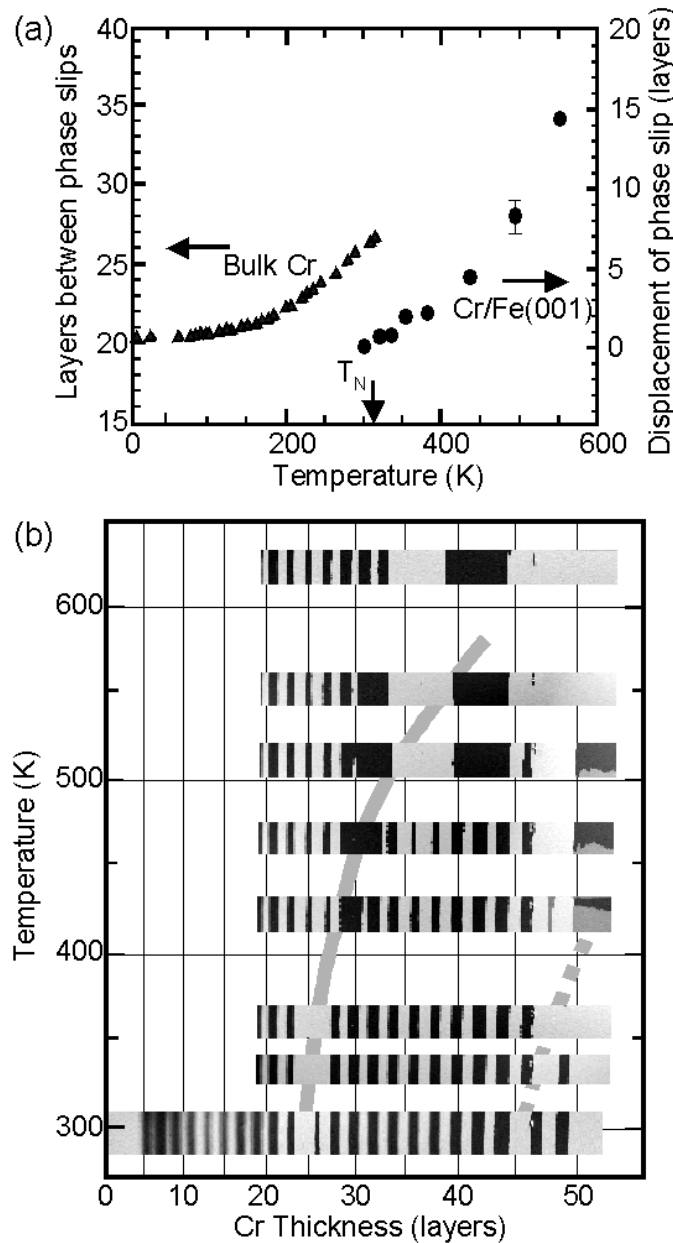 (a)
40
35
30
25
20
15
Layers between phase slips
20
15
10
5
0
Displacement of phase slip (layers)
Bulk Cr
Cr/Fe(001)
T_N
0
200
400
600
Temperature (K)
(b)
600
500
400
300
Temperature (K)
0
10
20
30
40
50
Cr Thickness (layers)